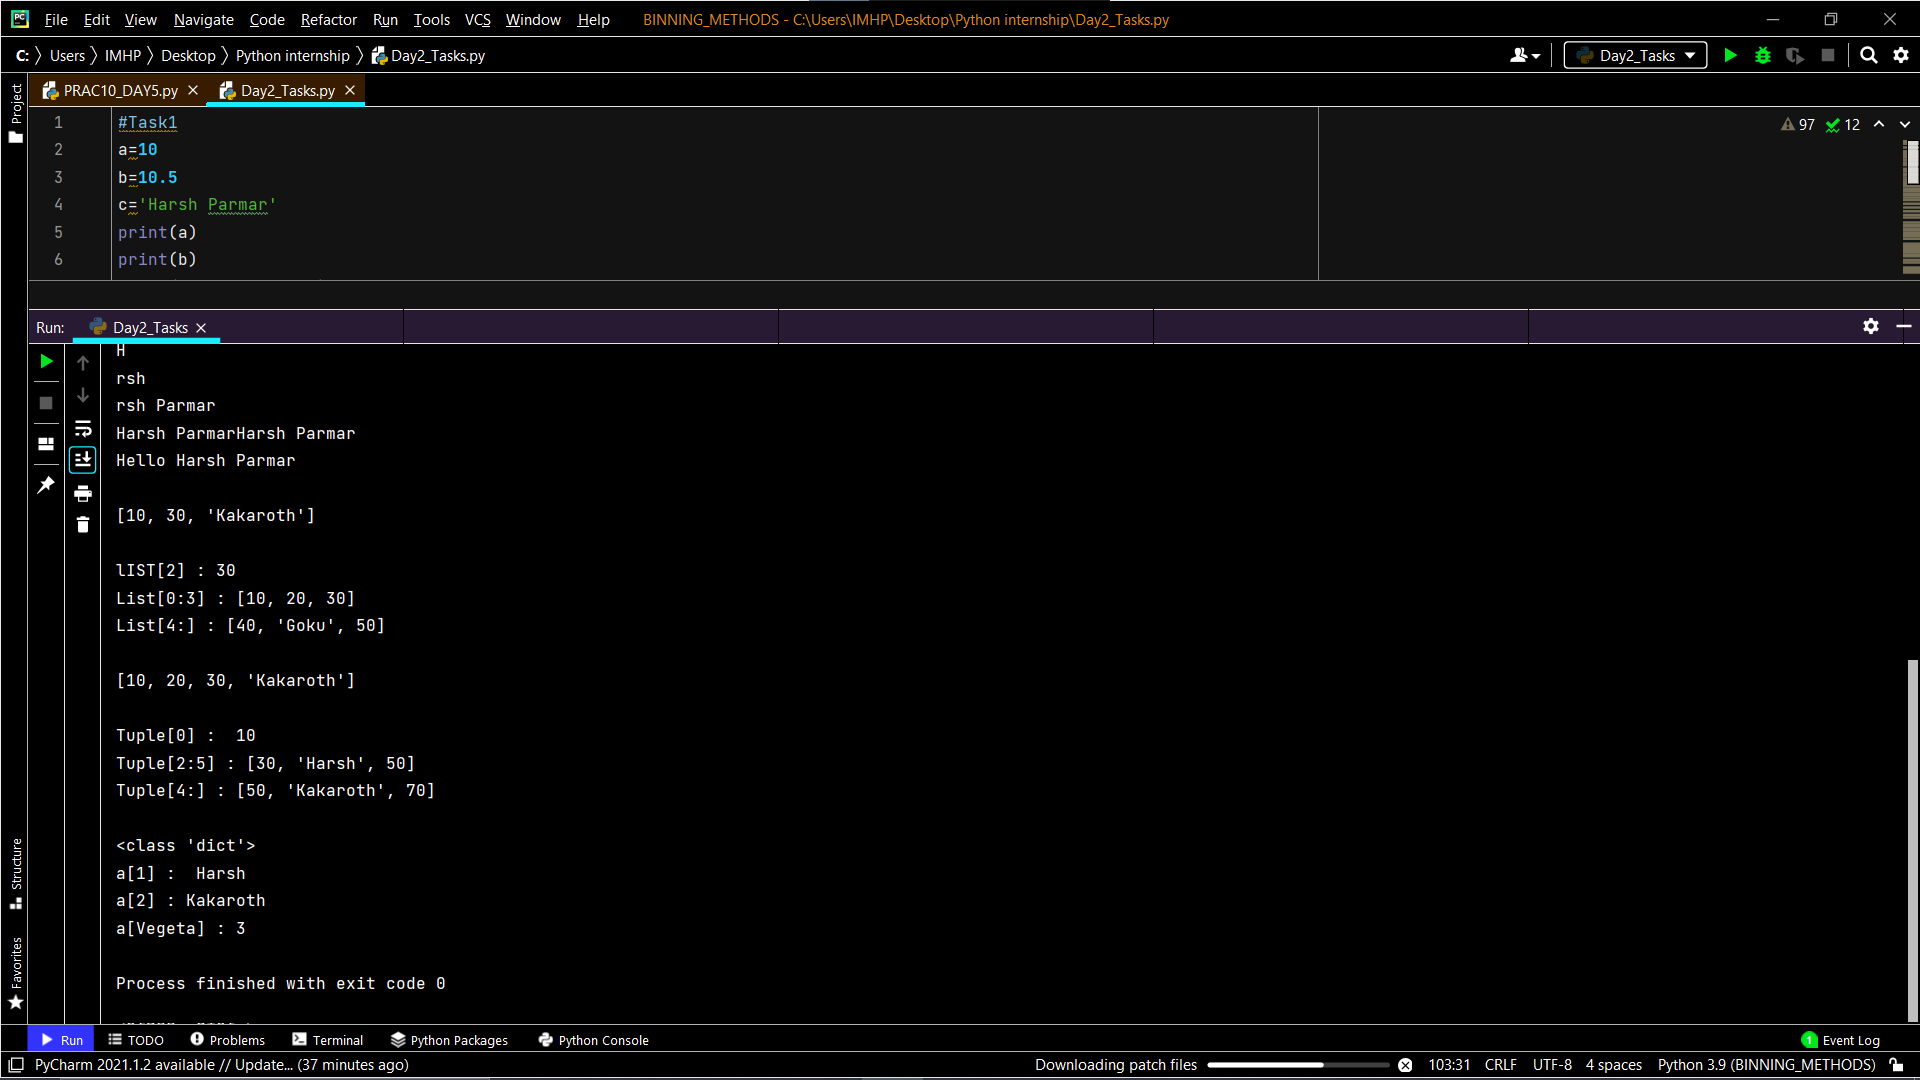 File Edit View Navigate Code Refactor Run Tools VCS Window Help BINNING_METHODS - C:\Users\IMHP\Desktop\Python internship\Day2_Tasks.py
C: Users IMHP Desktop Python internship Day2_Tasks.py Day2_Tasks
Project
PRAC10_DAY5.py Day2_Tasks.py
97 12
1 #Task1
2 a=10
3 b=10.5
4 c='Harsh Parmar'
5 print(a)
6 print(b)
Run: Day2_Tasks
H
rsh
rsh Parmar
Harsh ParmarHarsh Parmar
Hello Harsh Parmar
[10, 30, 'Kakaroth']
lIST[2] : 30
List[0:3] : [10, 20, 30]
List[4:] : [40, 'Goku', 50]
[10, 20, 30, 'Kakaroth']
Tuple[0] :  10
Tuple[2:5] : [30, 'Harsh', 50]
Tuple[4:] : [50, 'Kakaroth', 70]
<class 'dict'>
a[1] :  Harsh
a[2] : Kakaroth
a[Vegeta] : 3
Process finished with exit code 0
Structure
Favorites
Run TODO Problems Terminal Python Packages Python Console 1 Event Log
PyCharm 2021.1.2 available // Update... (37 minutes ago) Downloading patch files 103:31 CRLF UTF-8 4 spaces Python 3.9 (BINNING_METHODS)